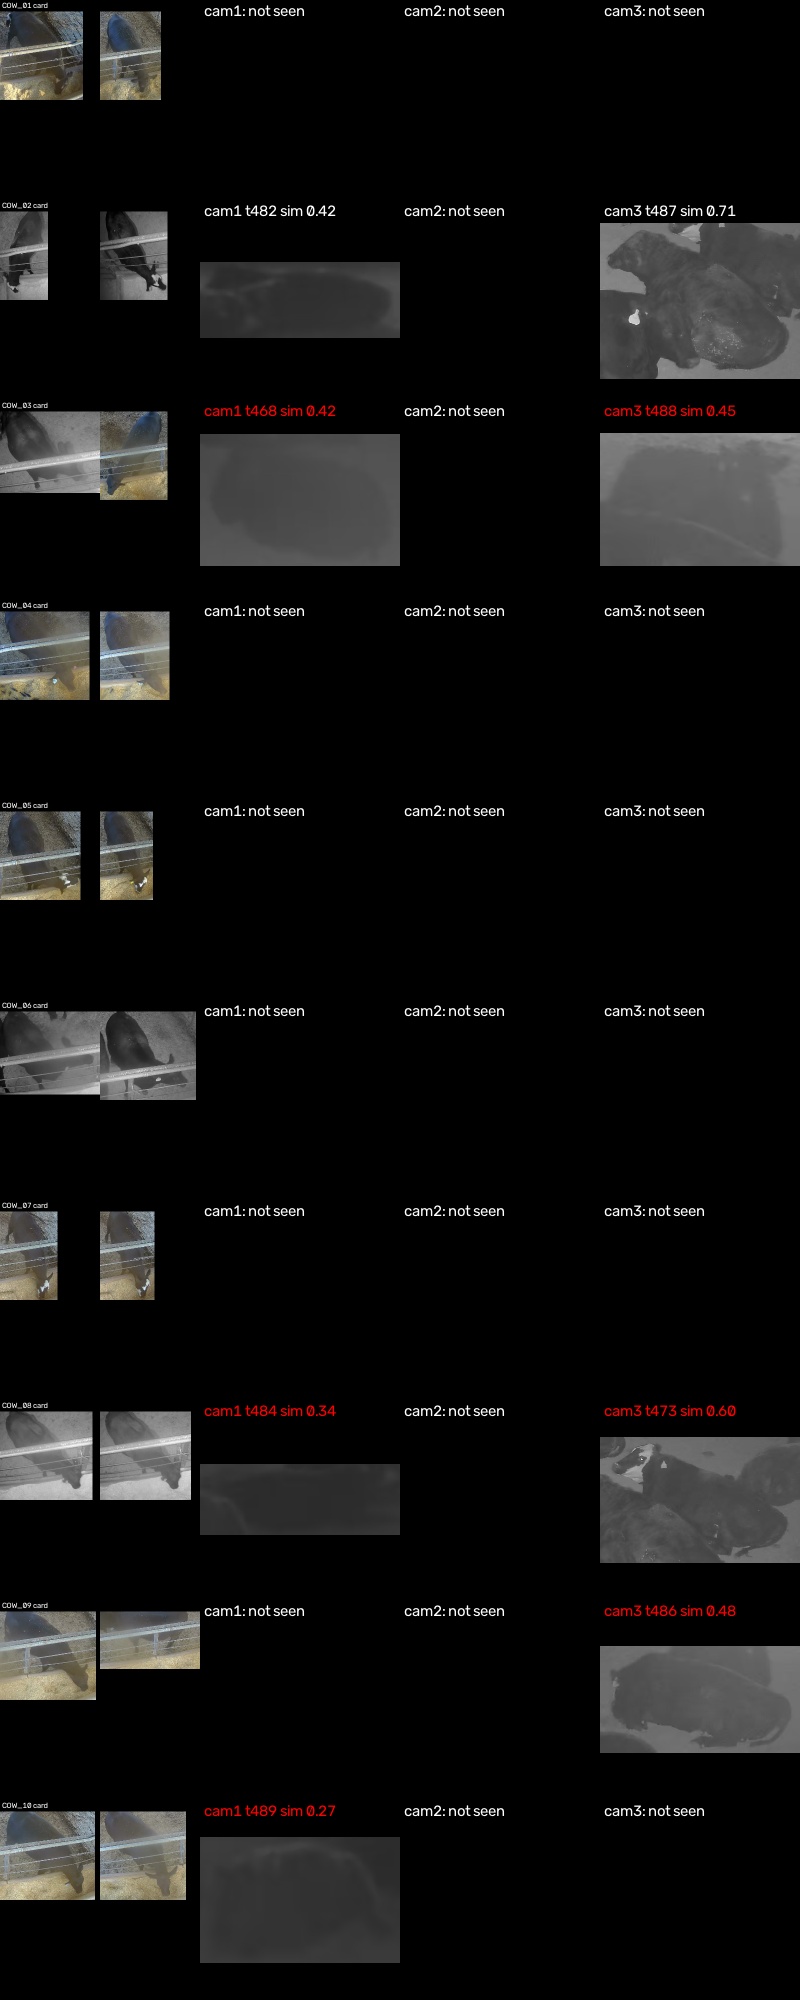 COW_01 card
cam1: not seen
cam2: not seen
cam3: not seen
COW_02 card
cam1 t482 sim 0.42
cam2: not seen
cam3 t487 sim 0.71
COW_03 card
cam1 t468 sim 0.42
cam2: not seen
cam3 t488 sim 0.45
COW_04 card
cam1: not seen
cam2: not seen
cam3: not seen
COW_05 card
cam1: not seen
cam2: not seen
cam3: not seen
COW_06 card
cam1: not seen
cam2: not seen
cam3: not seen
COW_07 card
cam1: not seen
cam2: not seen
cam3: not seen
COW_08 card
cam1 t484 sim 0.34
cam2: not seen
cam3 t473 sim 0.60
COW_09 card
cam1: not seen
cam2: not seen
cam3 t486 sim 0.48
COW_10 card
cam1 t489 sim 0.27
cam2: not seen
cam3: not seen